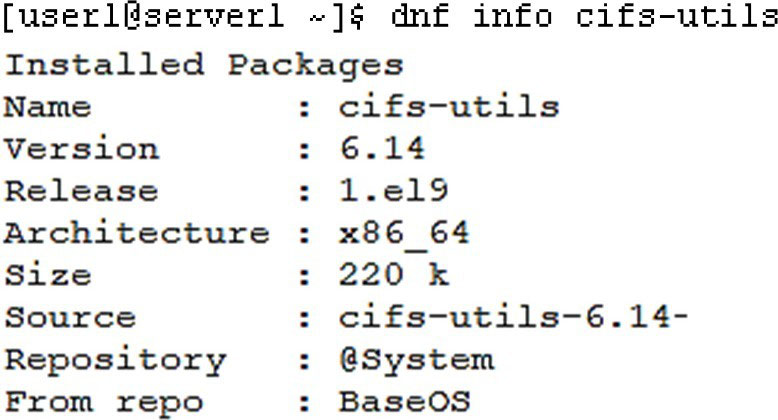 [user1@server1 ~]$ dnf info cifs-utils
Installed Packages
Name : cifs-utils
Version : 6.14
Release : 1.el9
Architecture : x86_64
Size : 220 k
Source : cifs-utils-6.14-
Repository : @System
From repo : BaseOS